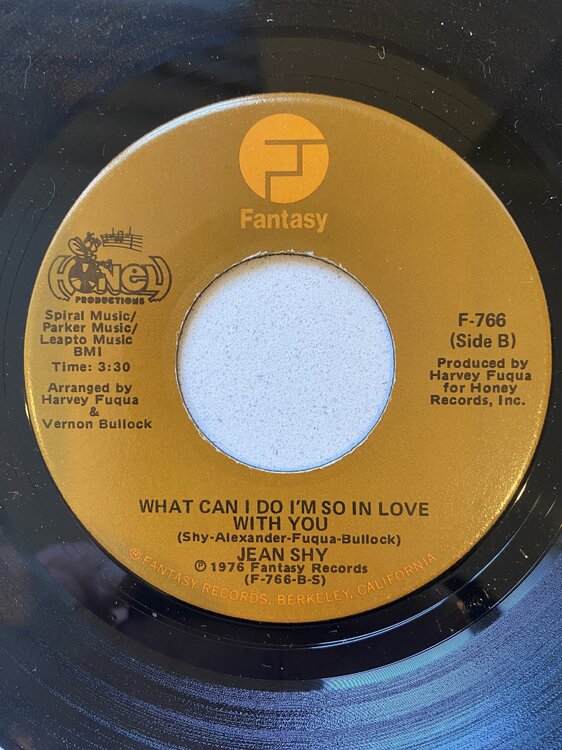 Fantasy
HONEY
PRODUCTIONS
Spiral Music/
Parker Music/
Leapto Music
BMI
Time: 3:30
Arranged by
Harvey Fuqua
&
Vernon Bullock
F-766
(Side B)
Produced by
Harvey Fuqua
for Honey
Records, Inc.
WHAT CAN I DO I'M SO IN LOVE
WITH YOU
(Shy-Alexander-Fuqua-Bullock)
JEAN SHY
℗ 1976 Fantasy Records
(F-766-B-S)
® FANTASY RECORDS, BERKELEY, CALIFORNIA